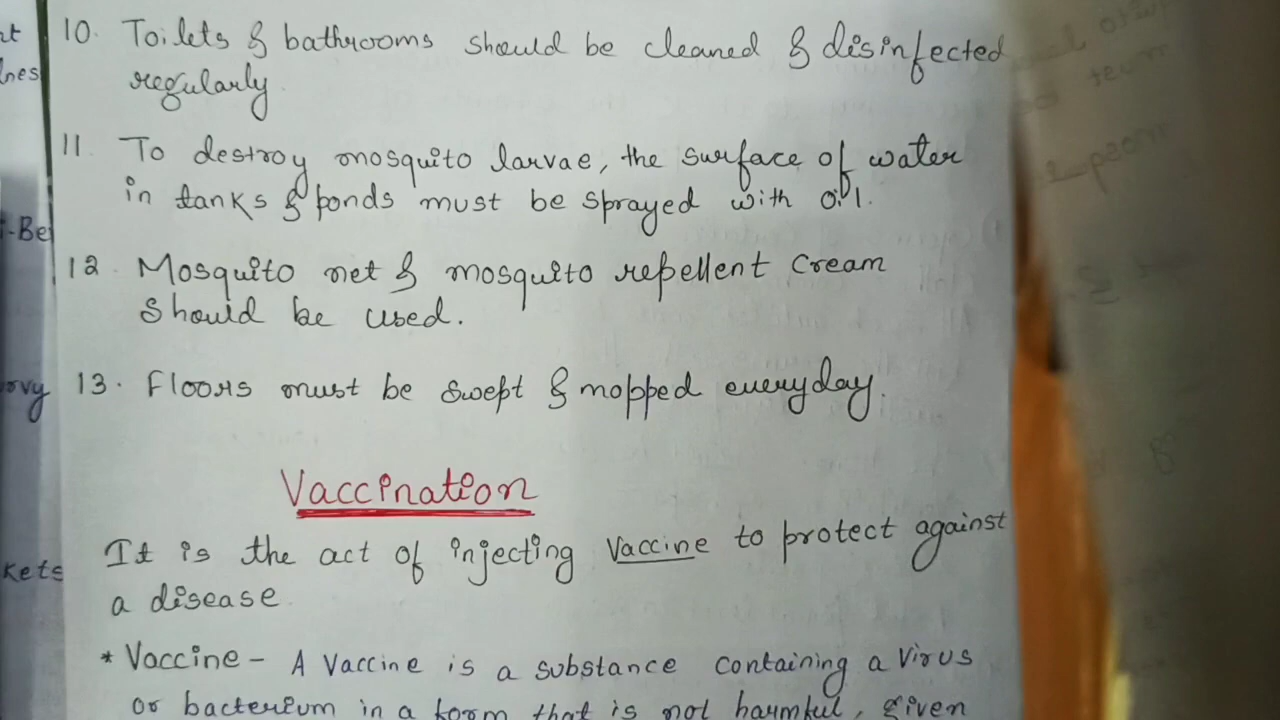 10. Toilets & bathrooms should be cleaned & disinfected
regularly.
11. To destroy mosquito larvae, the surface of water
in tanks & ponds must be sprayed with oil.
12. Mosquito net & mosquito repellent cream
should be used.
13. Floors must be swept & mopped everyday.
Vaccination
It is the act of injecting Vaccine to protect against
a disease.
* Vaccine - A Vaccine is a substance containing a Virus
or bacterium in a form that is not harmful, given